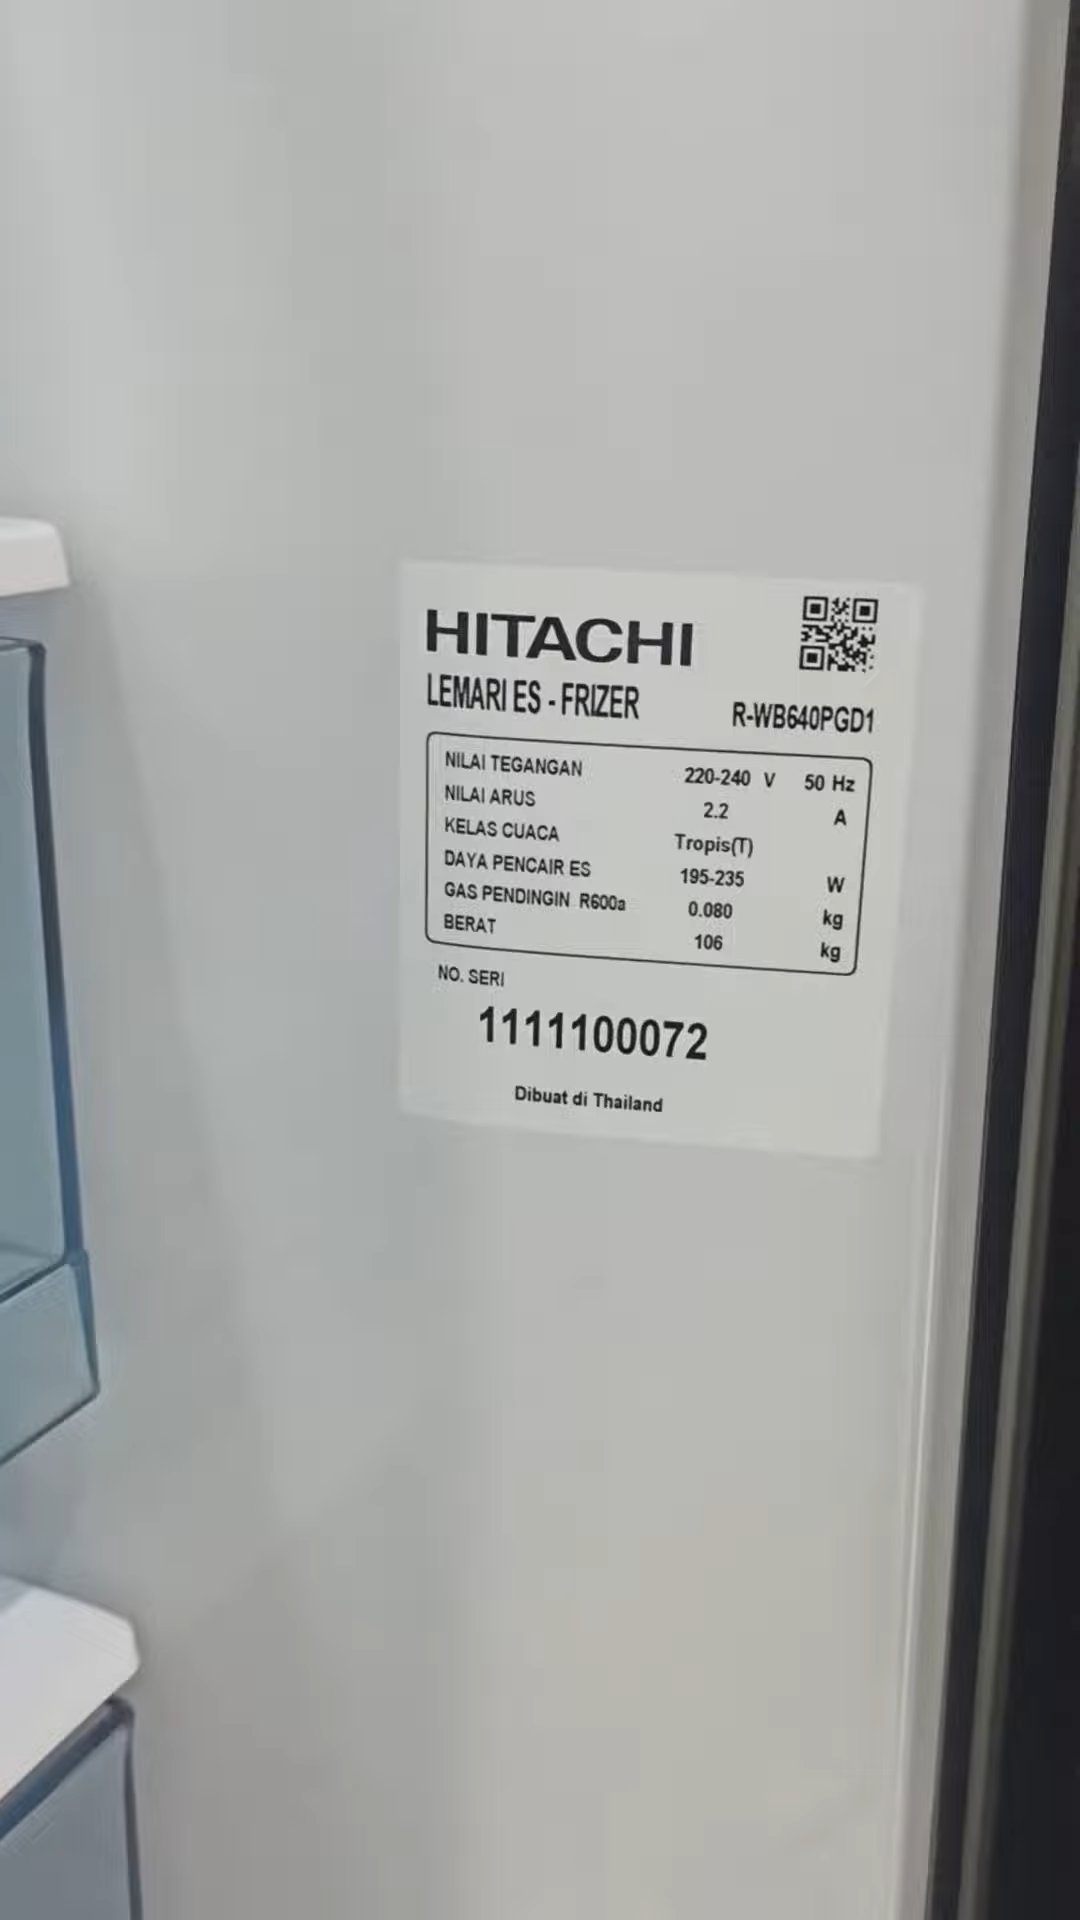 HITACHI
LEMARI ES - FRIZER R-WB640PGD1
NILAI TEGANGAN 220-240 V 50 Hz
NILAI ARUS 2.2 A
KELAS CUACA Tropis(T)
DAYA PENCAIR ES 195-235 W
GAS PENDINGIN R600a 0.080 kg
BERAT 106 kg
NO. SERI
1111100072
Dibuat di Thailand